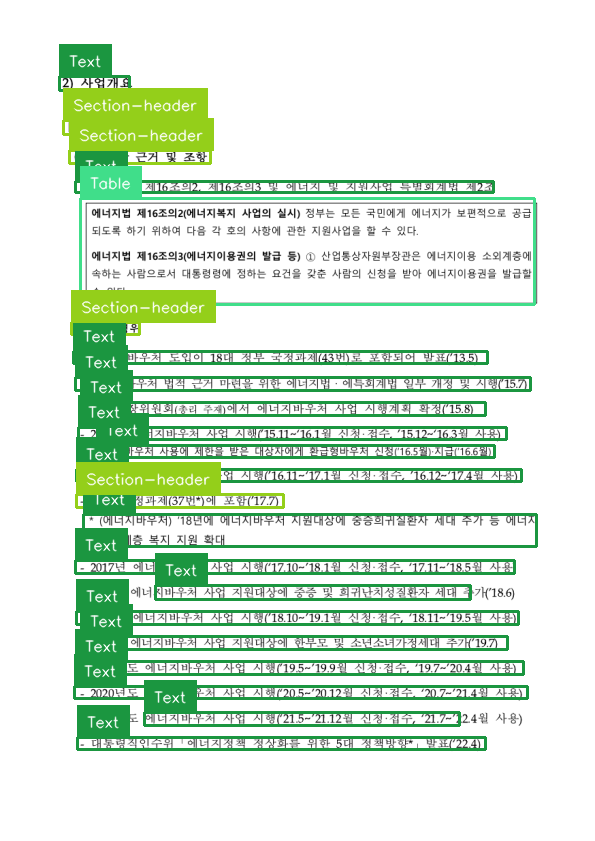 Text
2) 사업개요
Section-header
Section-header
근거 및 조항
Text
Table
제16조의2, 제16조의3 및 에너지 및 지원사업 특별회계법 제2조
에너지법 제16조의2(에너지복지 사업의 실시) 정부는 모든 국민에게 에너지가 보편적으로 공급
되도록 하기 위하여 다음 각 호의 사항에 관한 지원사업을 할 수 있다.
에너지법 제16조의3(에너지이용권의 발급 등) ① 산업통상자원부장관은 에너지이용 소외계층에
속하는 사람으로서 대통령령에 정하는 요건을 갖춘 사람의 신청을 받아 에너지이용권을 발급할
Section-header
Text
Text
바우처 도입이 18대 정부 국정과제(43번)로 포함되어 발표('13.5)
Text
법적 근거 마련을 위한 에너지법·에특회계법 일부 개정 및 시행('15.7)
Text
(총리 주재)에서 에너지바우처 사업 시행계획 확정('15.8)
Text
에너지바우처 사업 시행('15.11~'16.1월 신청·접수, '15.12~'16.3월 사용)
Text
바우처 사용에 제한을 받은 대상자에게 환급형바우처 신청('16.5월)·지급('16.6월)
Section-header
에너지바우처 사업 시행('16.11~'17.1월 신청·접수, '16.12~'17.4월 사용)
Text
(37번*)에 포함('17.7)
* (에너지바우처) '18년에 에너지바우처 지원대상에 중증희귀질환자 세대 추가 등 에너지
Text
복지 지원 확대
Text
- 2017년 에너지바우처 사업 시행('17.10~'18.1월 신청·접수, '17.11~'18.5월 사용
Text
에너지바우처 사업 지원대상에 중증 및 희귀난치성질환자 세대 추가('18.6)
Text
에너지바우처 사업 시행('18.10~'19.1월 신청·접수, '18.11~'19.5월 사용)
Text
에너지바우처 사업 지원대상에 한부모 및 소년소녀가정세대 추가('19.7)
Text
에너지바우처 사업 시행('19.5~'19.9월 신청·접수, '19.7~'20.4월 사용)
Text
- 2020년도 에너지바우처 사업 시행('20.5~'20.12월 신청·접수, '20.7~'21.4월 사용)
Text
에너지바우처 사업 시행('21.5~'21.12월 신청·접수, '21.7~'22.4월 사용)
- 대통령직인수위 「에너지정책 정상화를 위한 5대 정책방향*」 발표('22.4)